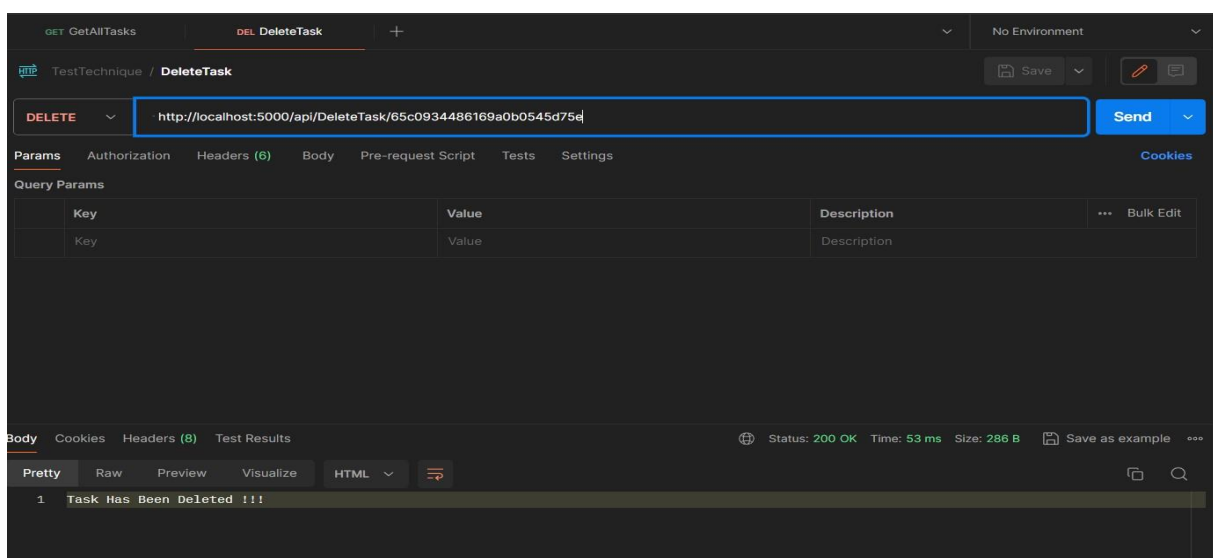 GET GetAllTasks DEL DeleteTask + No Environment
HTTP TestTechnique / DeleteTask Save
DELETE http://localhost:5000/api/DeleteTask/65c0934486169a0b0545d75e Send
Params Authorization Headers (6) Body Pre-request Script Tests Settings Cookies
Query Params
Key Value Description ••• Bulk Edit
Key Value Description
Body Cookies Headers (8) Test Results Status: 200 OK Time: 53 ms Size: 286 B Save as example
Pretty Raw Preview Visualize HTML
1 Task Has Been Deleted !!!